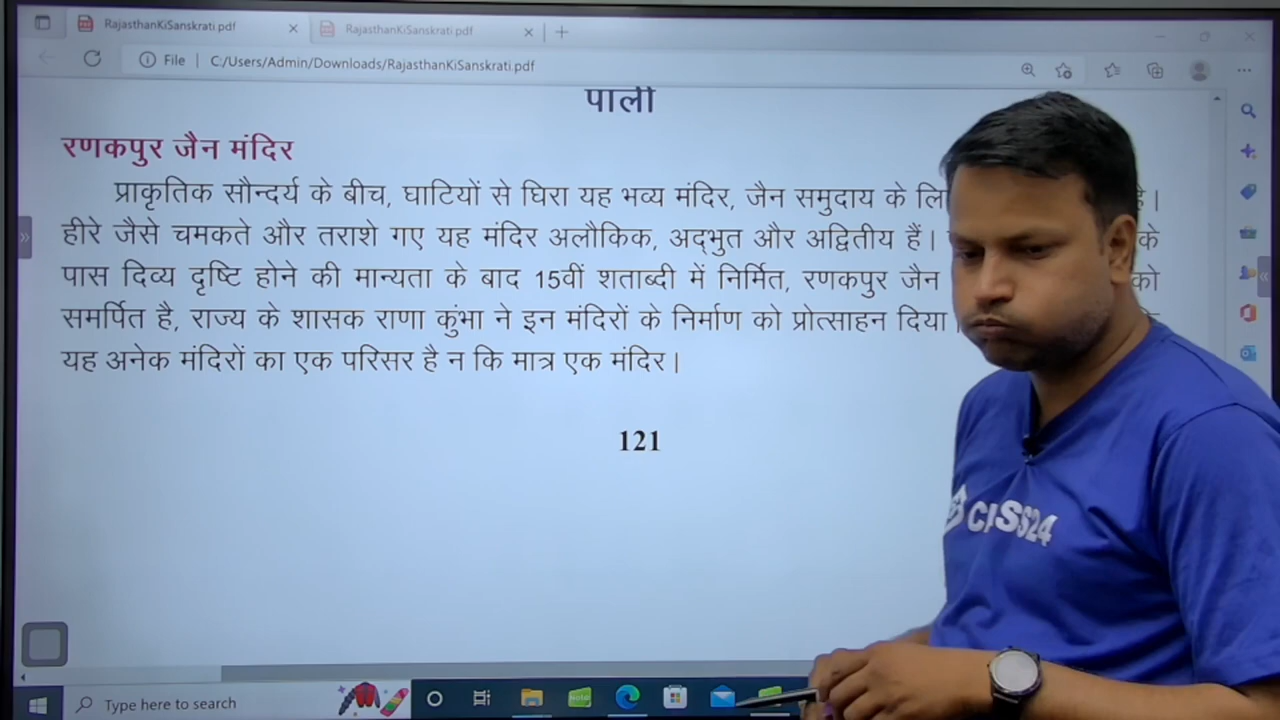 RajasthanKiSanskrati.pdf
RajasthanKiSanskrati.pdf
File | C:/Users/Admin/Downloads/RajasthanKiSanskrati.pdf
पाली
रणकपुर जैन मंदिर
प्राकृतिक सौन्दर्य के बीच, घाटियों से घिरा यह भव्य मंदिर, जैन समुदाय के है।
हीरे जैसे चमकते और तराशे गए यह मंदिर अलौकिक, अद्भुत और अद्वितीय हैं। के
पास दिव्य दृष्टि होने की मान्यता के बाद 15वीं शताब्दी में निर्मित, रणकपुर जैन को
समर्पित है, राज्य के शासक राणा कुंभा ने इन मंदिरों के निर्माण को प्रोत्साहन दिया
यह अनेक मंदिरों का एक परिसर है न कि मात्र एक मंदिर।
121
Type here to search